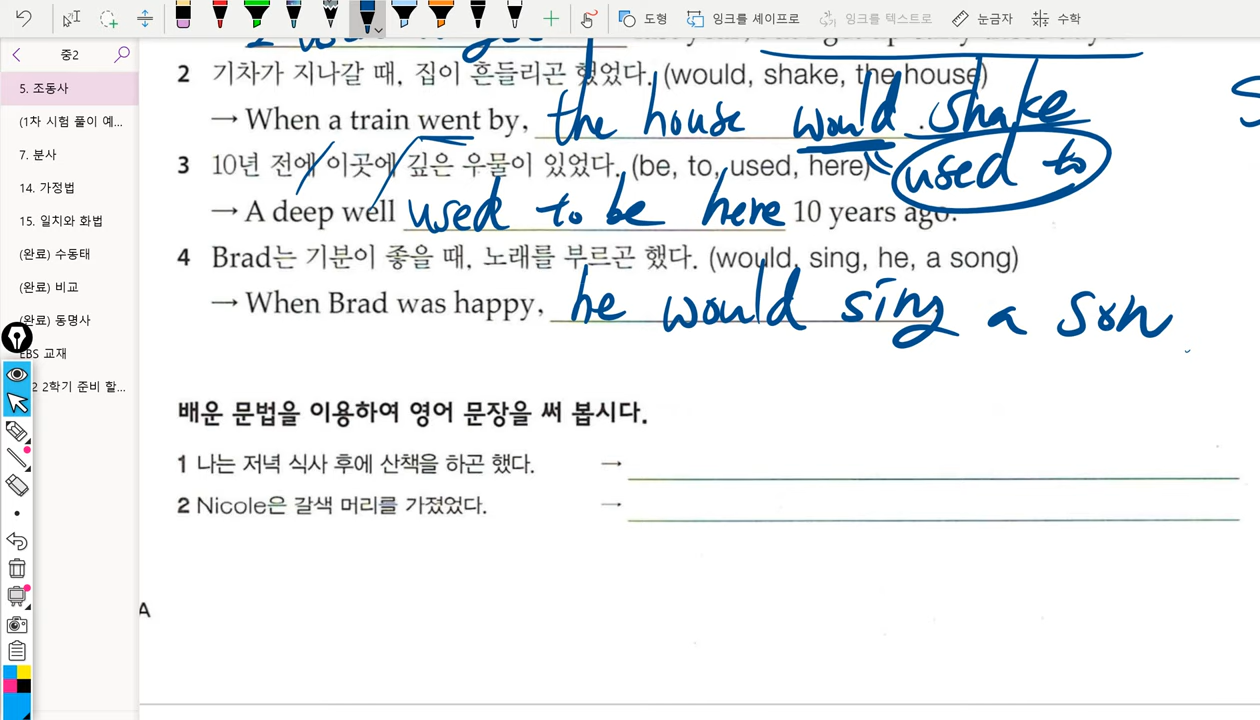 도형
잉크를 셰이프로
잉크를 텍스트로
눈금자
수학
중2
5. 조동사
(1차 시험 풀이 예...
7. 분사
14. 가정법
15. 일치와 화법
(완료) 수동태
(완료) 비교
(완료) 동명사
EBS 교재
2 2학기 준비 할...
2 기차가 지나갈 때, 집이 흔들리곤 했었다. (would, shake, the house)
→ When a train went by, the house would shake.
used to
3 10년 전에 이곳에 깊은 우물이 있었다. (be, to, used, here)
→ A deep well used to be here 10 years ago.
4 Brad는 기분이 좋을 때, 노래를 부르곤 했다. (would, sing, he, a song)
→ When Brad was happy, he would sing a son
배운 문법을 이용하여 영어 문장을 써 봅시다.
1 나는 저녁 식사 후에 산책을 하곤 했다. →
2 Nicole은 갈색 머리를 가졌었다. →
A